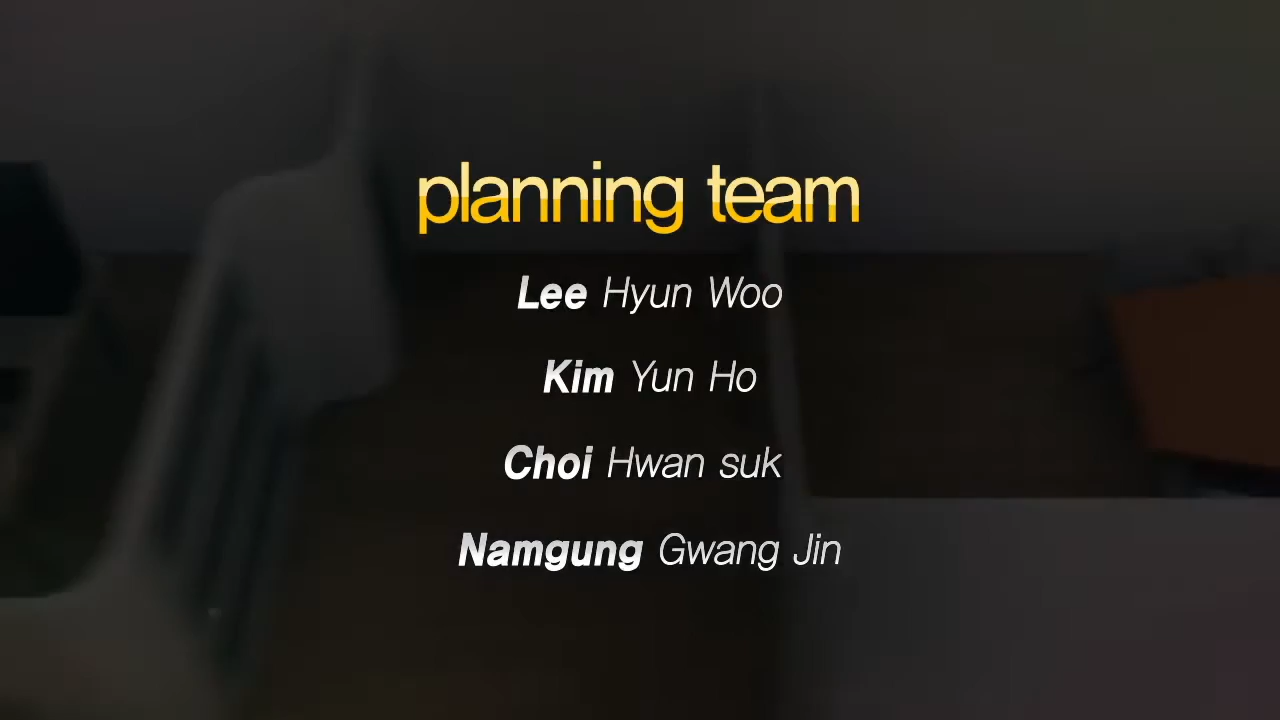 planning team
Lee Hyun Woo
Kim Yun Ho
Choi Hwan suk
Namgung Gwang Jin